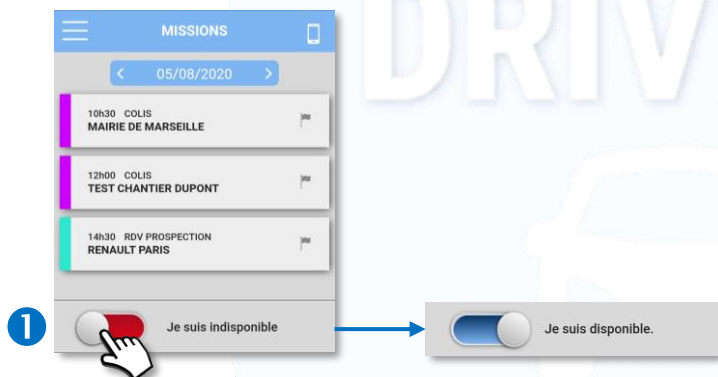 DRIV
MISSIONS
< 05/08/2020 >
10h30 COLIS
MAIRIE DE MARSEILLE
12h00 COLIS
TEST CHANTIER DUPONT
14h30 RDV PROSPECTION
RENAULT PARIS
1
Je suis indisponible
Je suis disponible.